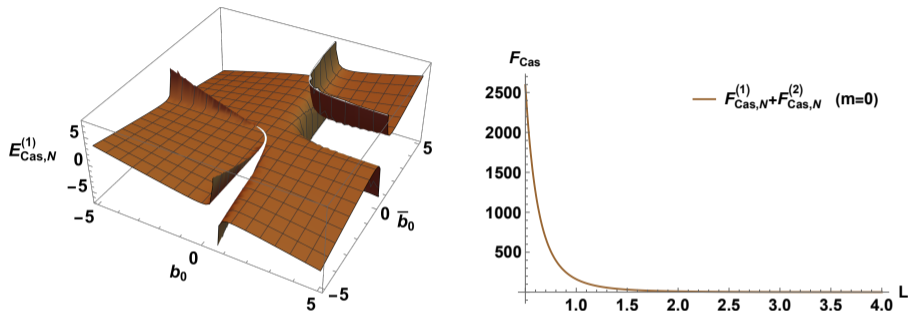 E^{(1)}_{Cas,N}
5
0
−5
−5
0
5
b_0
−5
0
5
\overline{b}_0
F_{Cas}
2500
2000
1500
1000
500
1.0 1.5 2.0 2.5 3.0 3.5 4.0
L
F^{(1)}_{Cas,N}+F^{(2)}_{Cas,N} (m=0)